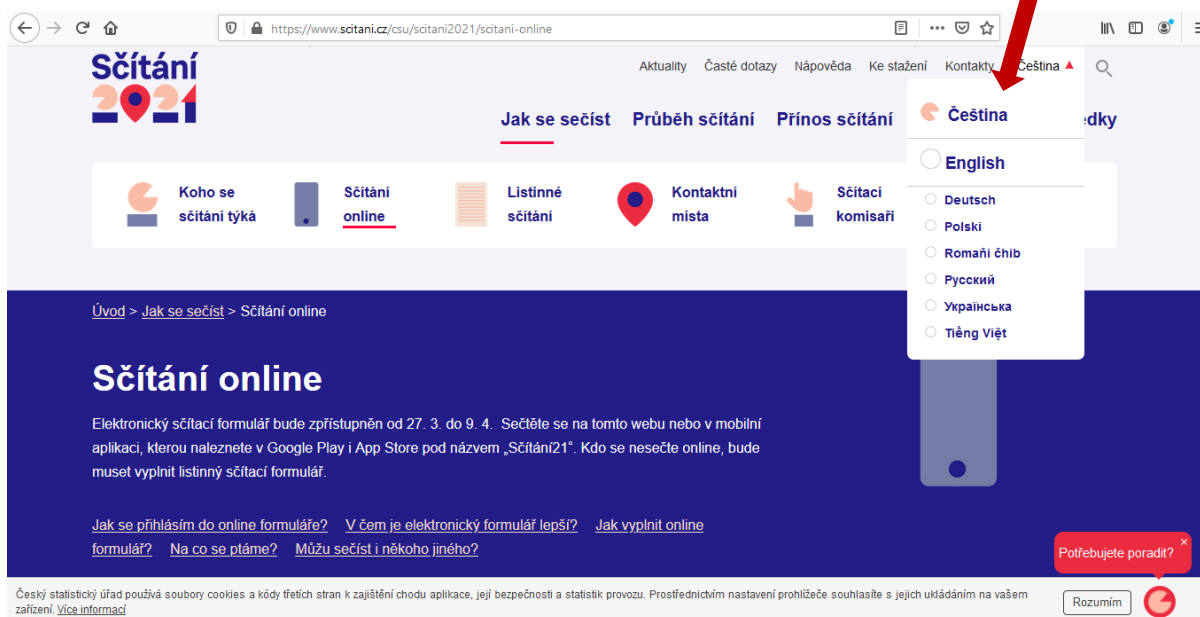 https://www.scitani.cz/csu/scitani2021/scitani-online
Sčítání
2021
Aktuality Časté dotazy Nápověda Ke stažení Kontakty Čeština
Jak se sečíst Průběh sčítání Přínos sčítání
Čeština
English
Deutsch
Polski
Romaňi čhib
Русский
Українська
Tiếng Việt
Koho se
sčítání týká
Sčítání
online
Listinné
sčítání
Kontaktní
místa
Sčítací
komisaři
Úvod > Jak se sečíst > Sčítání online
Sčítání online
Elektronický sčítací formulář bude zpřístupněn od 27. 3. do 9. 4. Sečtěte se na tomto webu nebo v mobilní
aplikaci, kterou naleznete v Google Play i App Store pod názvem „Sčítání21“. Kdo se nesečte online, bude
muset vyplnit listinný sčítací formulář.
Jak se přihlásím do online formuláře? V čem je elektronický formulář lepší? Jak vyplnit online
formulář? Na co se ptáme? Můžu sečíst i někoho jiného?
Potřebujete poradit?
Český statistický úřad používá soubory cookies a kódy třetích stran k zajištění chodu aplikace, její bezpečnosti a statistik provozu. Prostřednictvím nastavení prohlížeče souhlasíte s jejich ukládáním na vašem
zařízení. Více informací
Rozumím